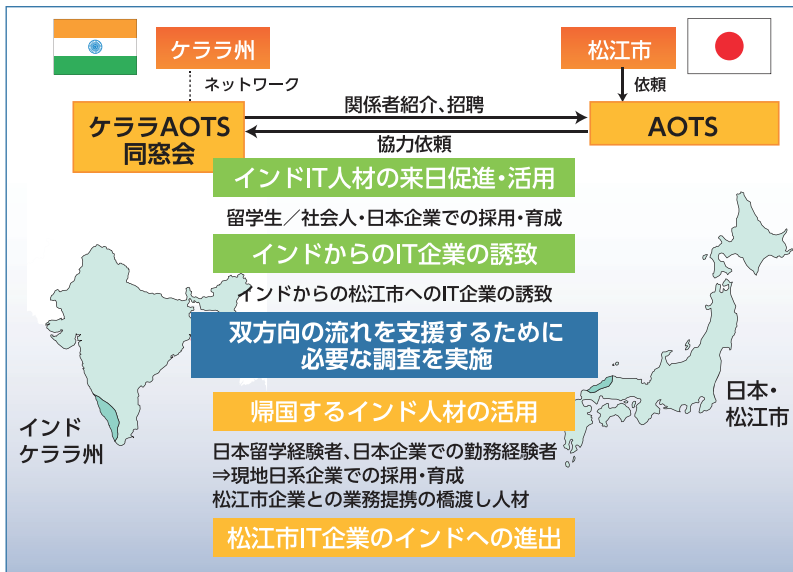 ケララ州
松江市
ネットワーク
依頼
ケララAOTS
同窓会
関係者紹介、招聘
協力依頼
AOTS
インドIT人材の来日促進・活用
留学生／社会人・日本企業での採用・育成
インドからのIT企業の誘致
インドからの松江市へのIT企業の誘致
双方向の流れを支援するために
必要な調査を実施
帰国するインド人材の活用
インド
ケララ州
日本・
松江市
日本留学経験者、日本企業での勤務経験者
⇒現地日系企業での採用・育成
松江市企業との業務提携の橋渡し人材
松江市IT企業のインドへの進出